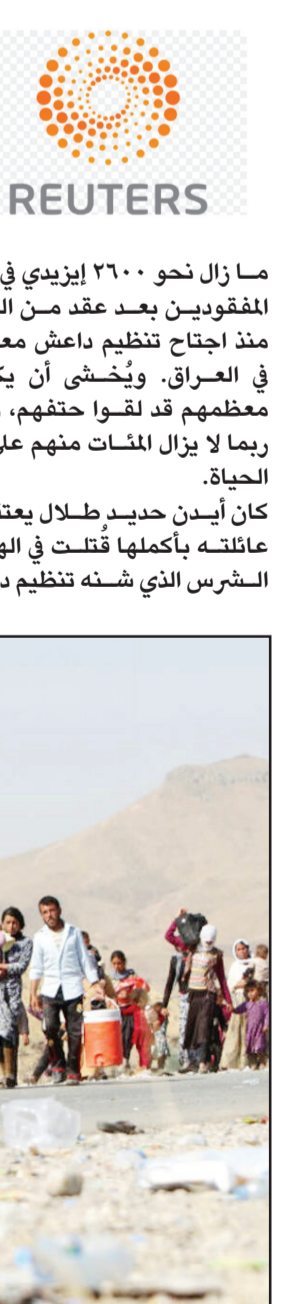 REUTERS
مـا زال نحو ٢٦٠٠ إيزيدي في
المفقوديـن بعـد عقد مـن
منذ اجتاح تنظيم داعش
في العـراق. ويُخـشى أن
معظمهم قد لقـوا حتفهم،
ربما لا يزال المئـات منهم
الحياة.
كان أيـدن حديـد طـلال
عائلتـه بأكملها قُتلـت في
الـشرس الذي شـنه تنظيم